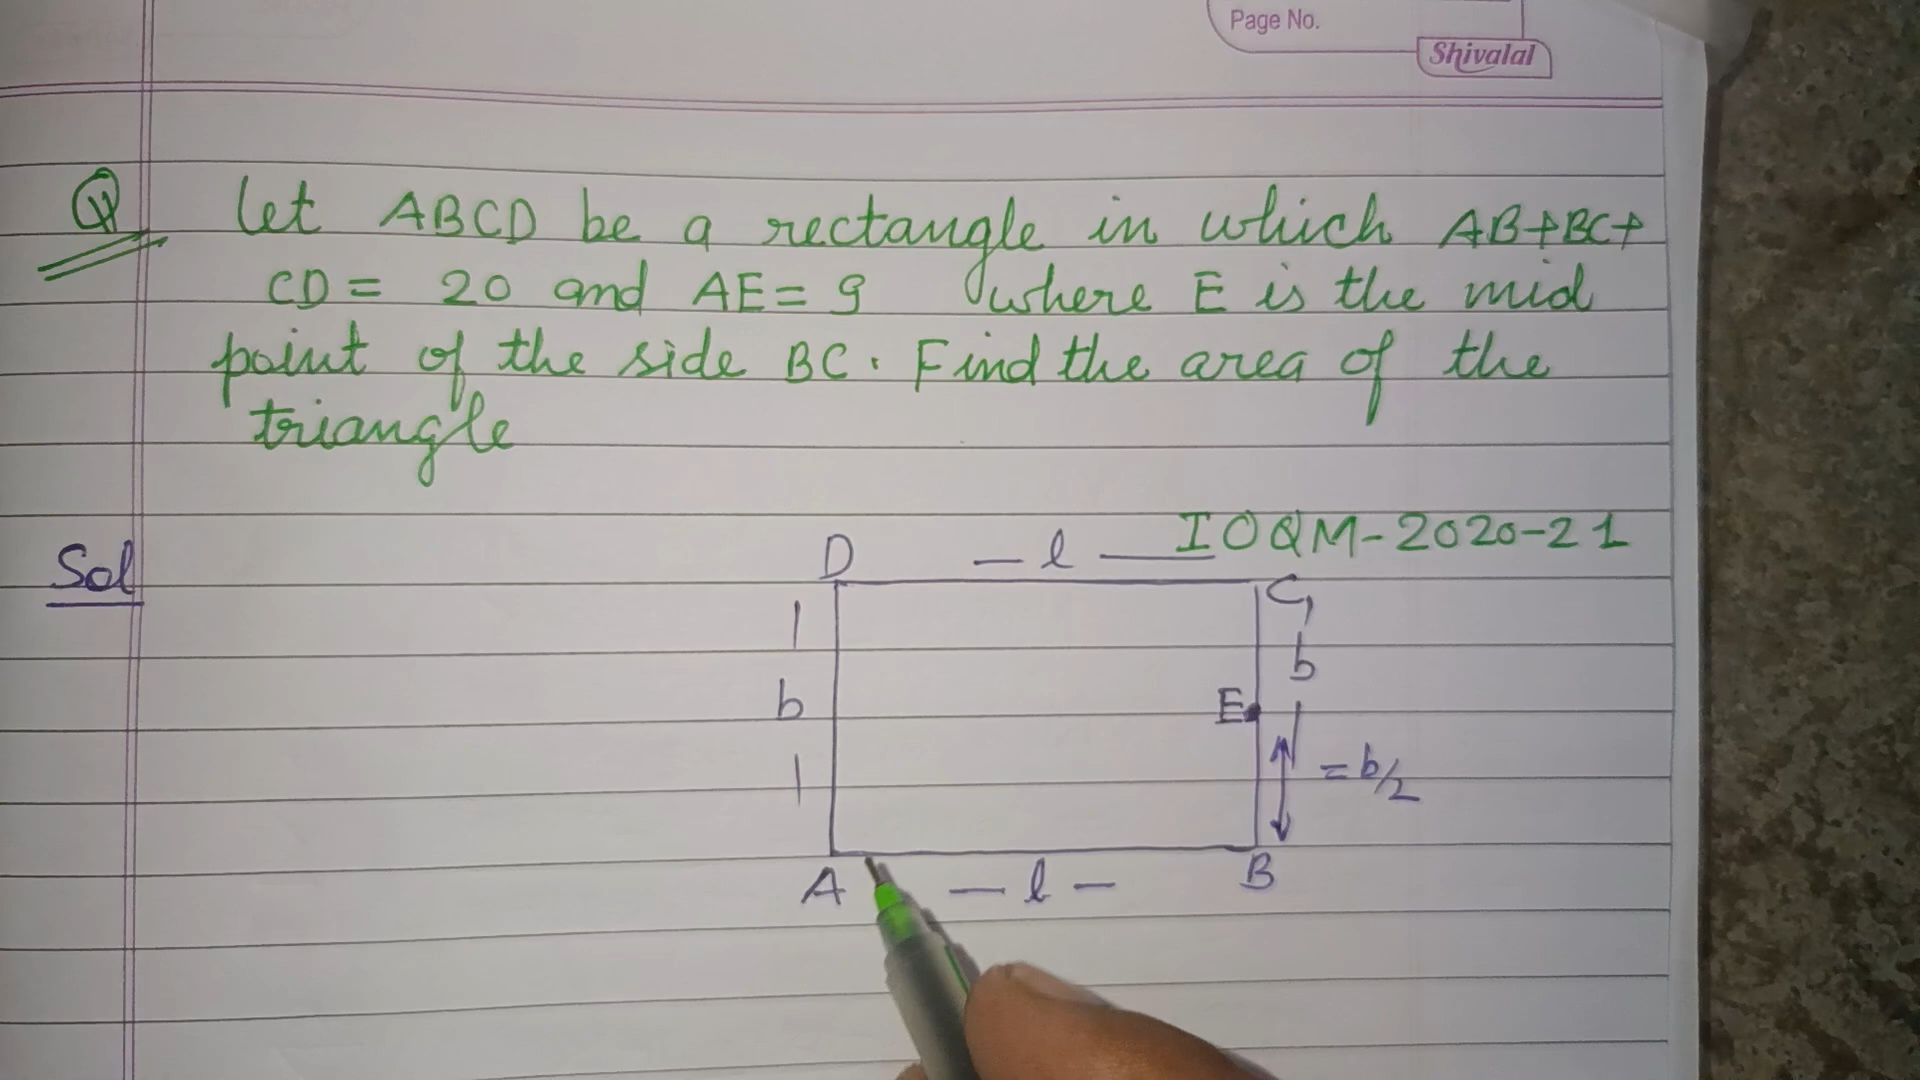 Page No.
Shivalal
Q Let ABCD be a rectangle in which AB+BC+
CD = 20 and AE = 9 where E is the mid
point of the side BC. Find the area of the
triangle
IOQM-2020-21
Sol
D — l — C
b
b
E
= b/2
A — l — B